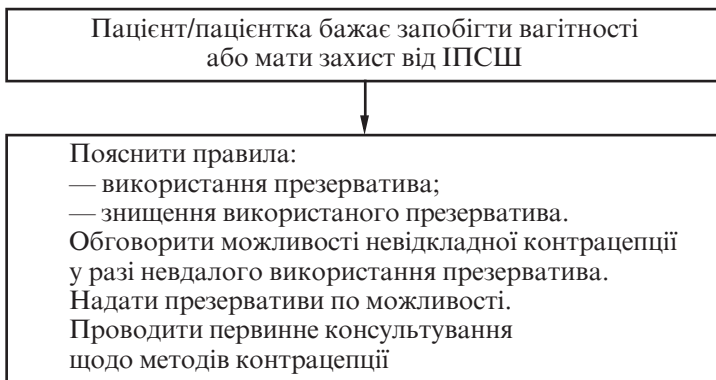 Пацієнт/пацієнтка бажає запобігти вагітності
або мати захист від ІПСШ
Пояснити правила:
— використання презерватива;
— знищення використаного презерватива.
Обговорити можливості невідкладної контрацепції
у разі невдалого використання презерватива.
Надати презервативи по можливості.
Проводити первинне консультування
щодо методів контрацепції